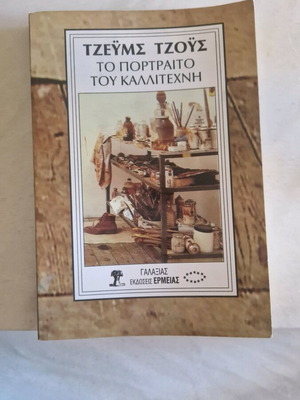 ΤΖΕΫΜΣ ΤΖΟΫΣ
ΤΟ ΠΟΡΤΡΑΙΤΟ
ΤΟΥ ΚΑΛΛΙΤΕΧΝΗ
ΓΑΛΑΞΙΑΣ
ΕΚΔΟΣΕΙΣ ΕΡΜΕΙΑΣ